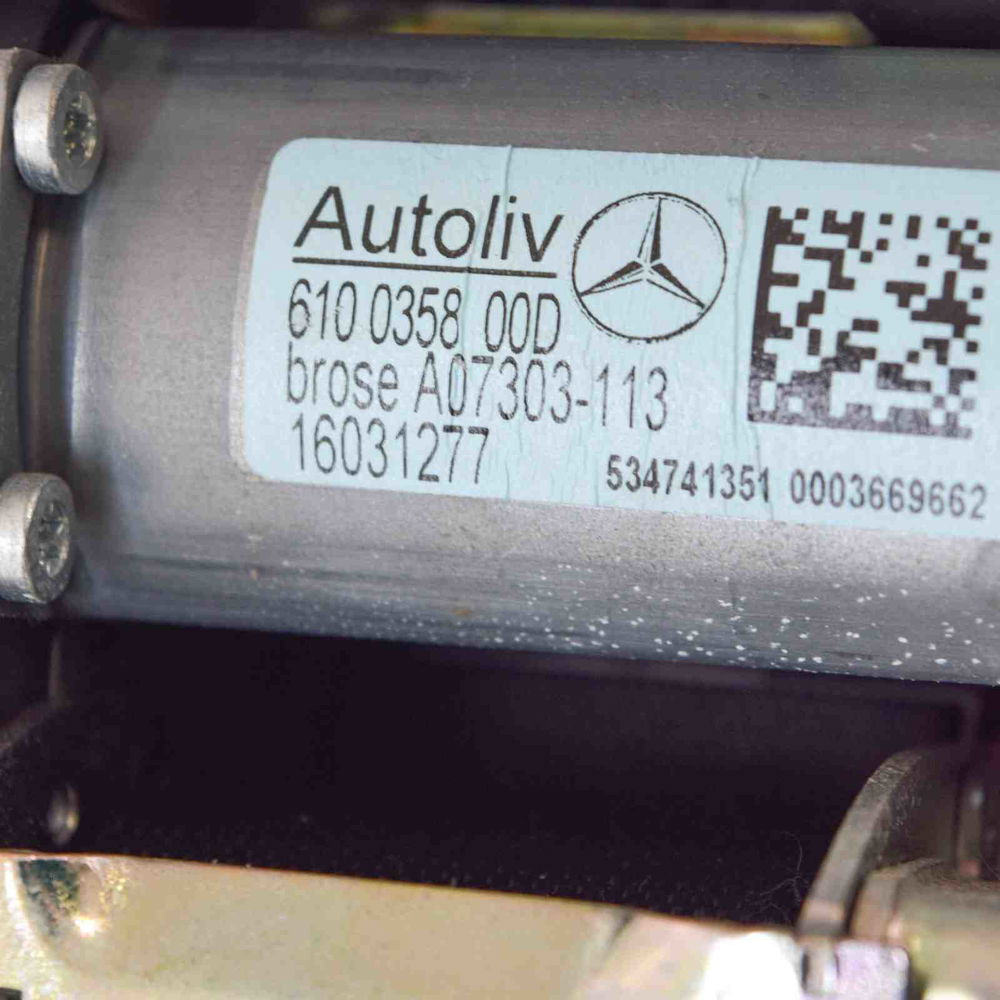 Autoliv
610 0358 00D
brose A07303-113
16031277
534741351 0003669662